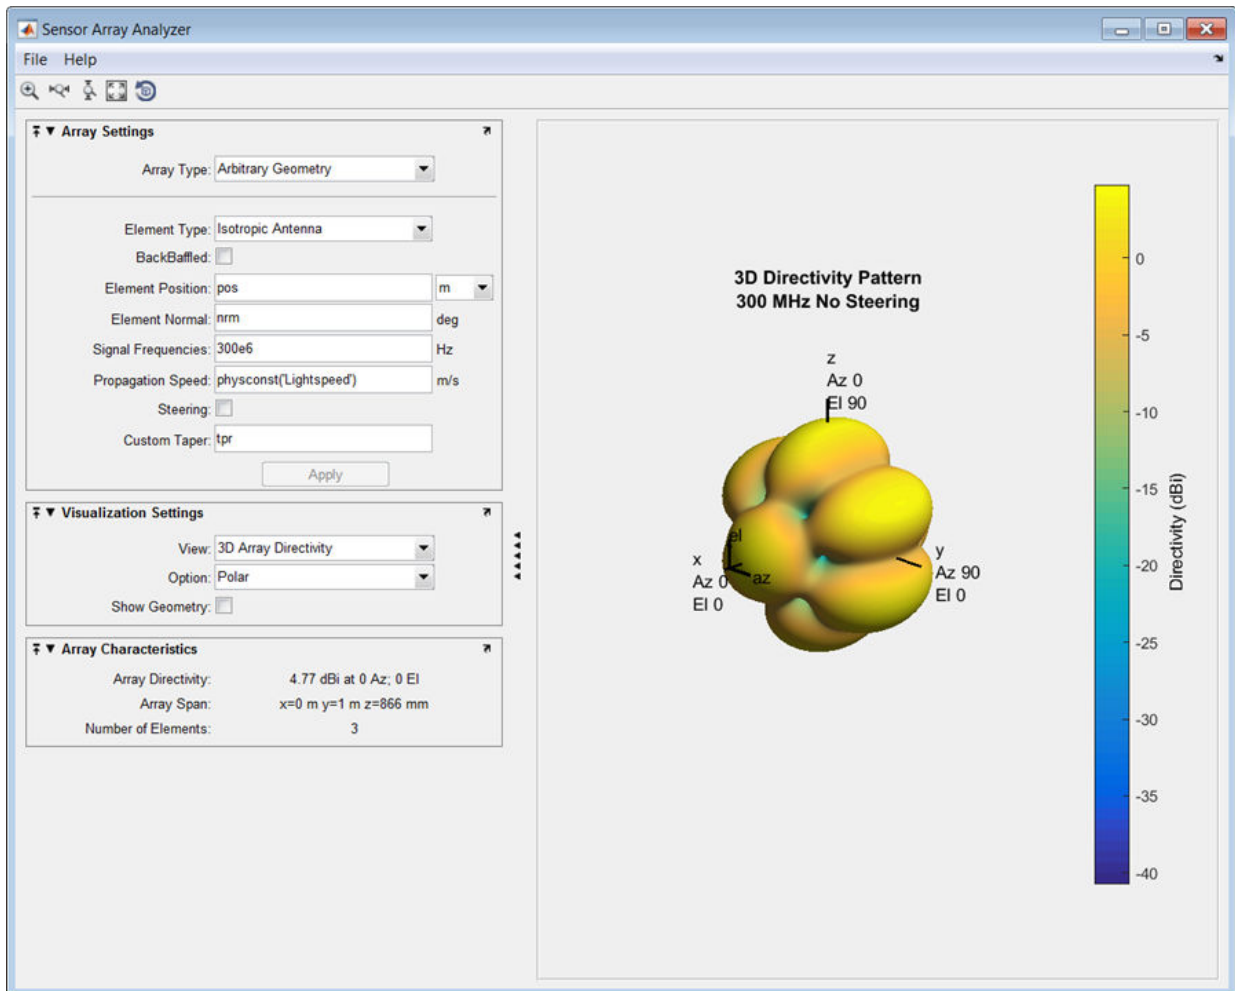 Sensor Array Analyzer
File Help
Array Settings
Array Type: Arbitrary Geometry
Element Type: Isotropic Antenna
BackBaffled:
Element Position: pos m
Element Normal: nrm deg
Signal Frequencies: 300e6 Hz
Propagation Speed: physconst('Lightspeed') m/s
Steering:
Custom Taper: tpr
Apply
Visualization Settings
View: 3D Array Directivity
Option: Polar
Show Geometry:
Array Characteristics
Array Directivity: 4.77 dBi at 0 Az; 0 El
Array Span: x=0 m y=1 m z=866 mm
Number of Elements: 3
3D Directivity Pattern
300 MHz No Steering
z
Az 0
El 90
el
az
x
Az 0
El 0
y
Az 90
El 0
0
-5
-10
-15
-20
-25
-30
-35
-40
Directivity (dBi)